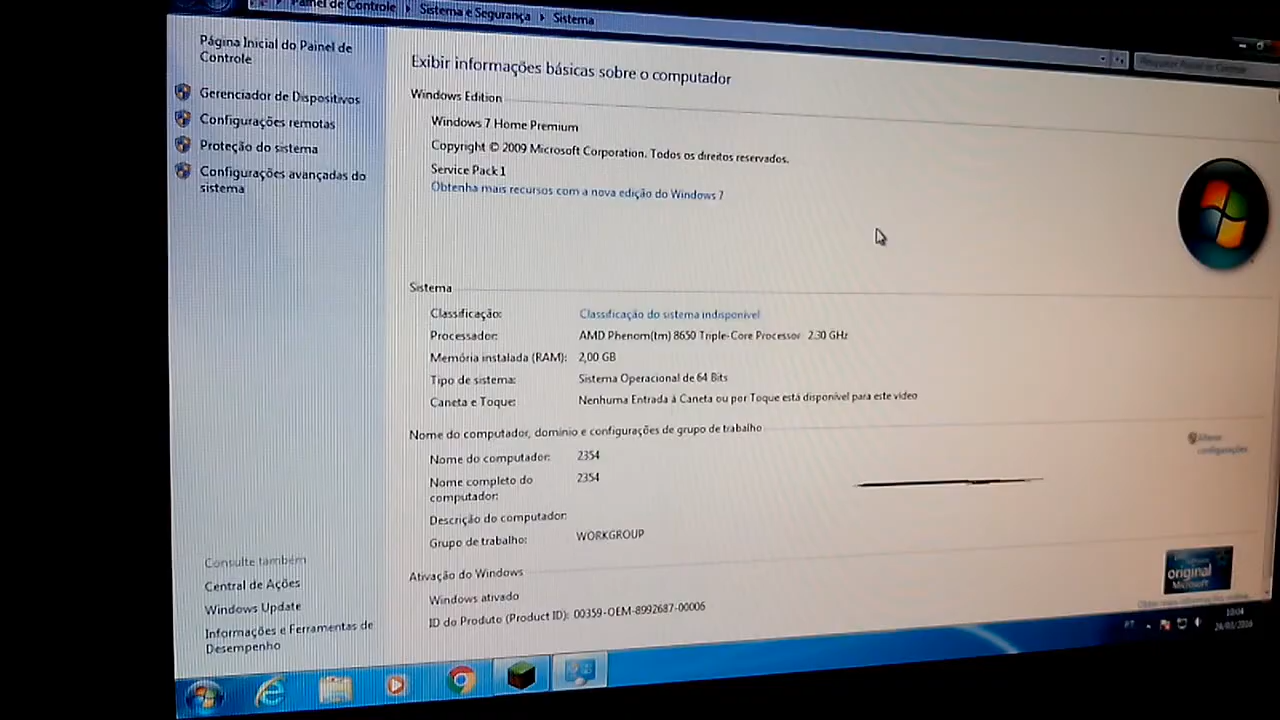 Painel de Controle ▸ Sistema e Segurança ▸ Sistema
Página Inicial do Painel de
Controle
Gerenciador de Dispositivos
Configurações remotas
Proteção do sistema
Configurações avançadas do
sistema
Exibir informações básicas sobre o computador
Windows Edition
Windows 7 Home Premium
Copyright © 2009 Microsoft Corporation. Todos os direitos reservados.
Service Pack 1
Obtenha mais recursos com a nova edição do Windows 7
Sistema
Classificação: Classificação do sistema indisponível
Processador: AMD Phenom(tm) 8650 Triple-Core Processor 2.30 GHz
Memória instalada (RAM): 2,00 GB
Tipo de sistema: Sistema Operacional de 64 Bits
Caneta e Toque: Nenhuma Entrada à Caneta ou por Toque está disponível para este vídeo
Nome do computador, domínio e configurações de grupo de trabalho
Nome do computador: 2354
Alterar
configurações
Nome completo do
computador: 2354
Descrição do computador:
Grupo de trabalho: WORKGROUP
Ativação do Windows
Windows ativado
ID do Produto (Product ID): 00359-OEM-8992687-00006
original
Microsoft
Consulte também
Central de Ações
Windows Update
Informações e Ferramentas de
Desempenho
PT
10:04